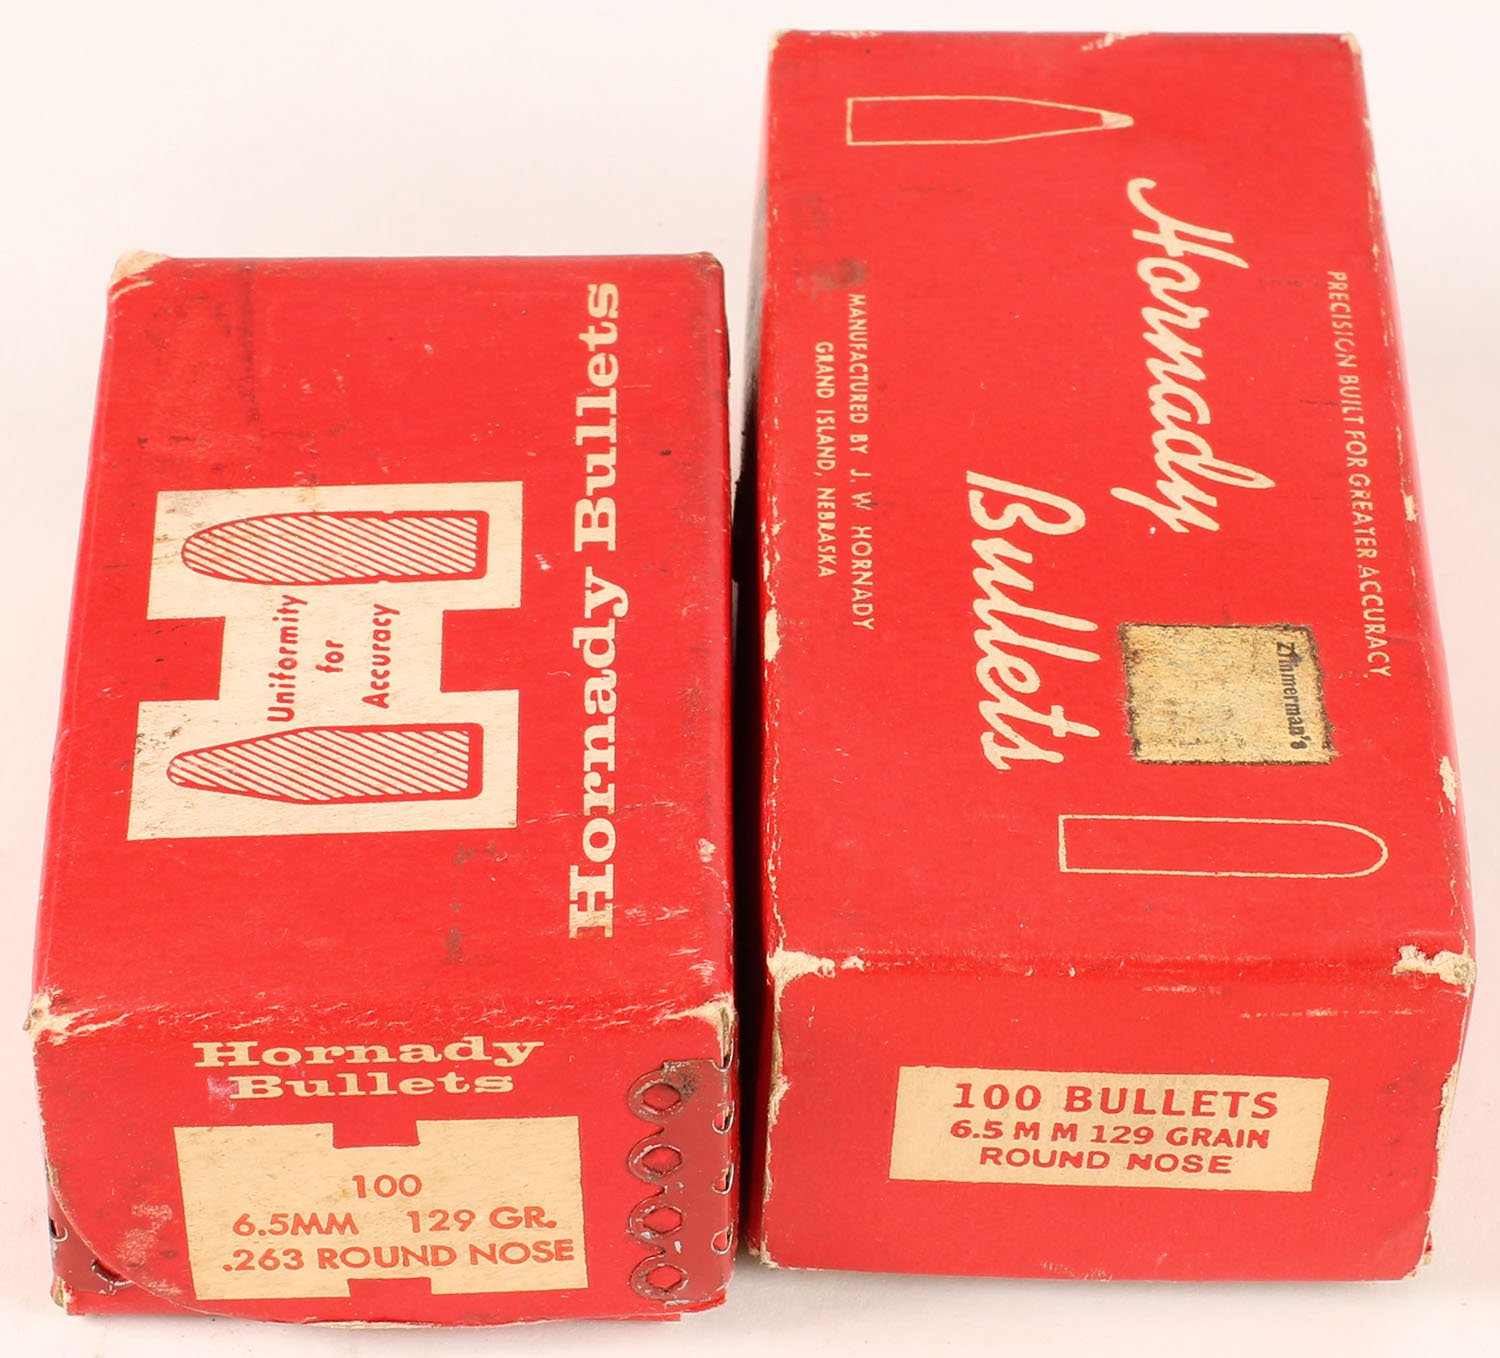 Hornady Bullets
Uniformity
for
Accuracy
Hornady
Bullets
100
6.5MM 129 GR.
.263 ROUND NOSE
PRECISION BUILT FOR GREATER ACCURACY
Hornady
Bullets
Zimmerman's
MANUFACTURED BY J. W HORNADY
GRAND ISLAND, NEBRASKA
100 BULLETS
6.5 M M 129 GRAIN
ROUND NOSE